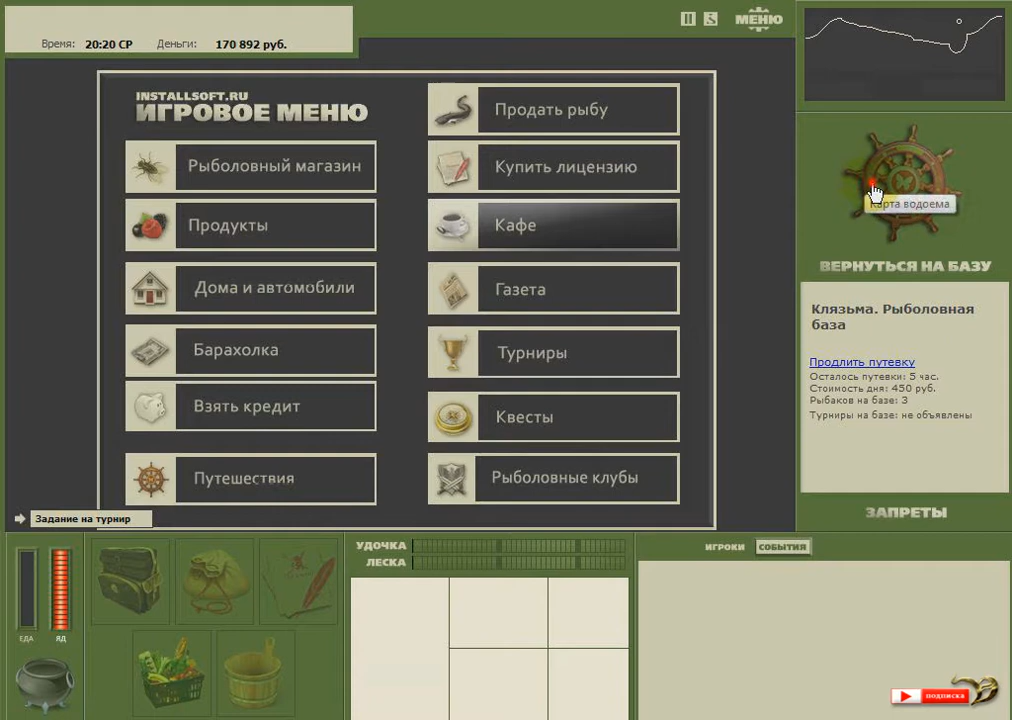 Время: 20:20 СР Деньги: 170 892 руб.
МЕНЮ
INSTALLSOFT.RU
ИГРОВОЕ МЕНЮ
Рыболовный магазин
Продукты
Дома и автомобили
Барахолка
Взять кредит
Путешествия
Продать рыбу
Купить лицензию
Кафе
Газета
Турниры
Квесты
Рыболовные клубы
Карта водоема
ВЕРНУТЬСЯ НА БАЗУ
Клязьма. Рыболовная
база
Продлить путевку
Осталось путевки: 5 час.
Стоимость дня: 450 руб.
Рыбаков на базе: 3
Турниры на базе: не объявлены
ЗАПРЕТЫ
Задание на турнир
ЕДА
ЯД
УДОЧКА
ЛЕСКА
ИГРОКИ СОБЫТИЯ
подписка